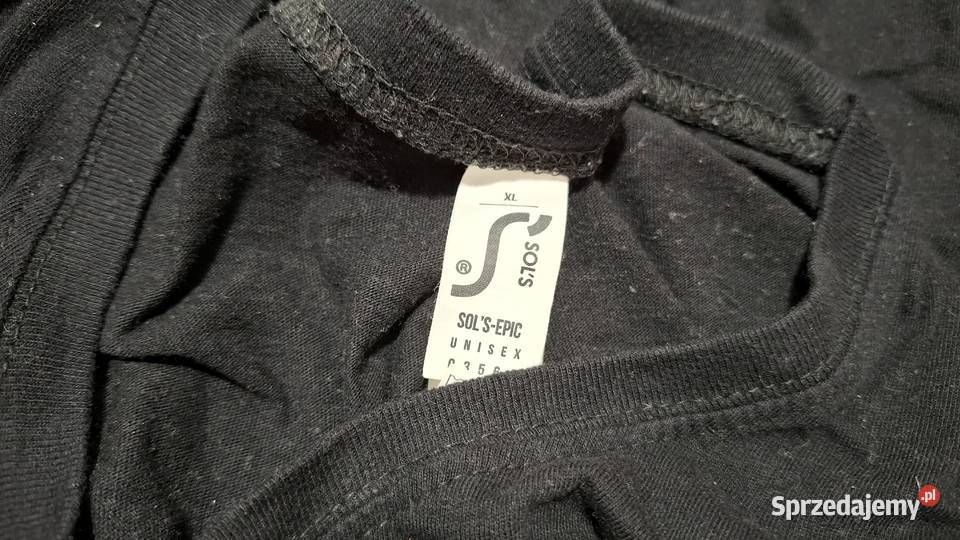 XL
SOL'S
®
SOL'S-EPIC
UNISEX
Sprzedajemy.pl